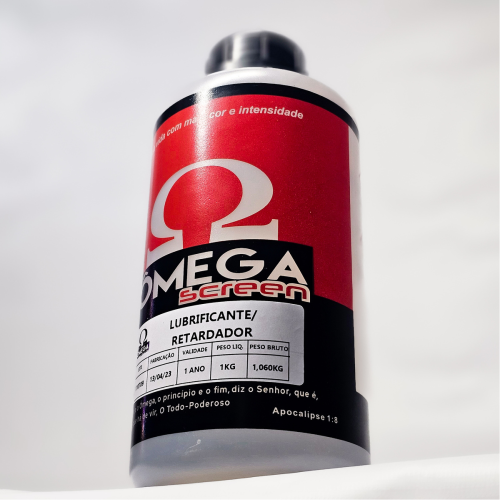 com mais cor e intensidade
Ω
ÔMEGA
screen
LUBRIFICANTE/
RETARDADOR
FABRICAÇÃO VALIDADE PESO LIQ. PESO BRUTO
13/04/23 1 ANO 1KG 1,060KG
Omega, o princípio e o fim, diz o Senhor, que é,
de vir, O Todo-Poderoso
Apocalipse 1:8